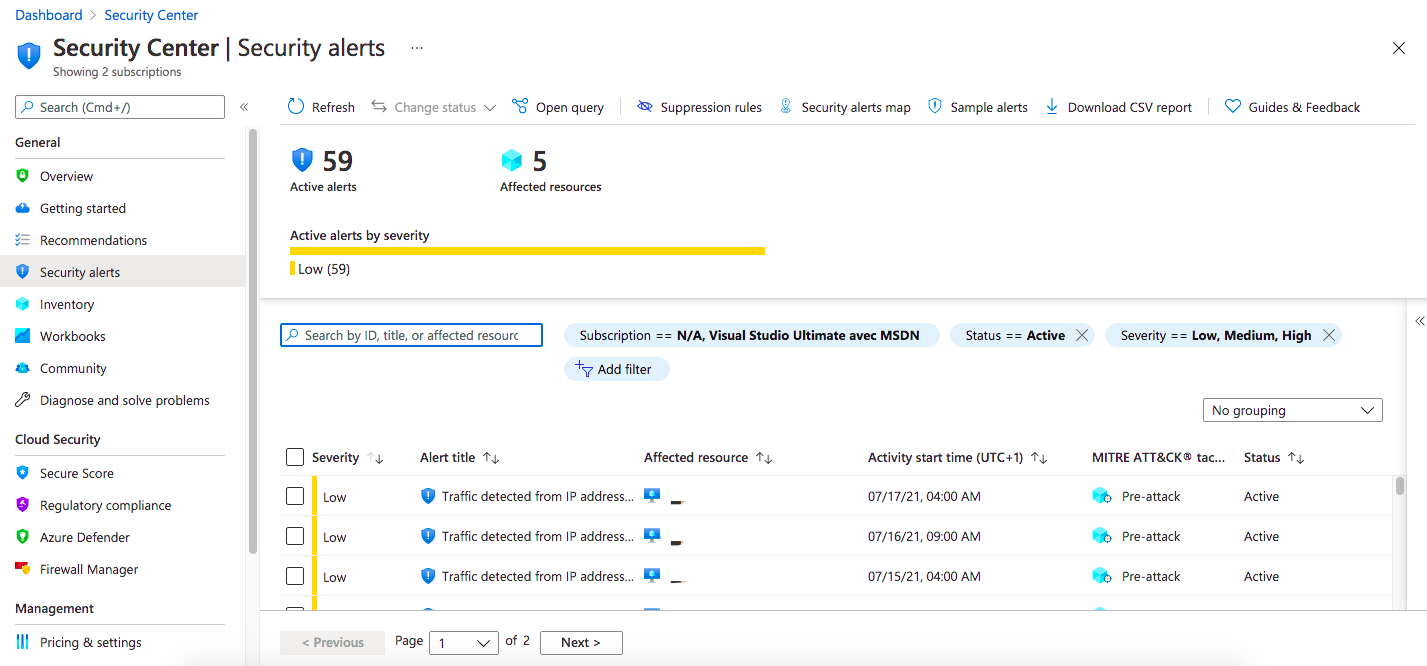 Dashboard > Security Center
Security Center | Security alerts ...
Showing 2 subscriptions
Search (Cmd+/)
«
General
Overview
Getting started
Recommendations
Security alerts
Inventory
Workbooks
Community
Diagnose and solve problems
Cloud Security
Secure Score
Regulatory compliance
Azure Defender
Firewall Manager
Management
Pricing & settings
Refresh Change status Open query Suppression rules Security alerts map Sample alerts Download CSV report Guides & Feedback
59 5
Active alerts Affected resources
Active alerts by severity
Low (59)
«
Search by ID, title, or affected resourc Subscription == N/A, Visual Studio Ultimate avec MSDN Status == Active Severity == Low, Medium, High
Add filter
No grouping
Severity ↑↓ Alert title ↑↓ Affected resource ↑↓ Activity start time (UTC+1) ↑↓ MITRE ATT&CK® tac... Status ↑↓
Low Traffic detected from IP address... 07/17/21, 04:00 AM Pre-attack Active
Low Traffic detected from IP address... 07/16/21, 09:00 AM Pre-attack Active
Low Traffic detected from IP address... 07/15/21, 04:00 AM Pre-attack Active
< Previous Page 1 of 2 Next >